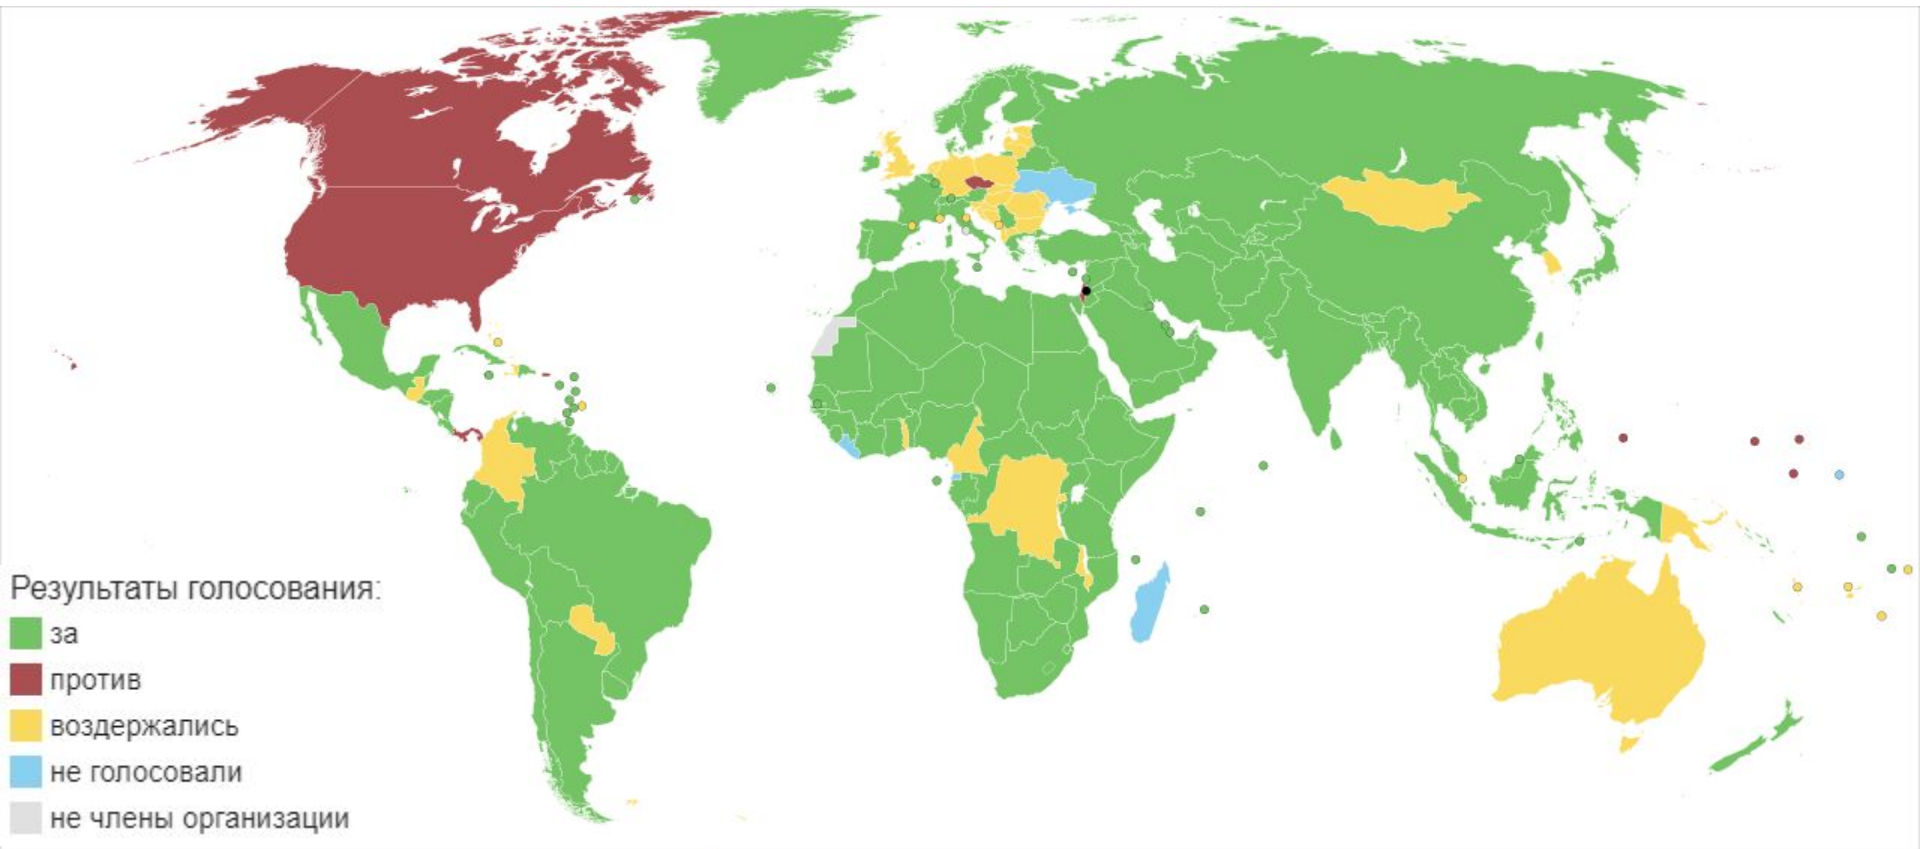 Результаты голосования:
за
против
воздержались
не голосовали
не члены организации